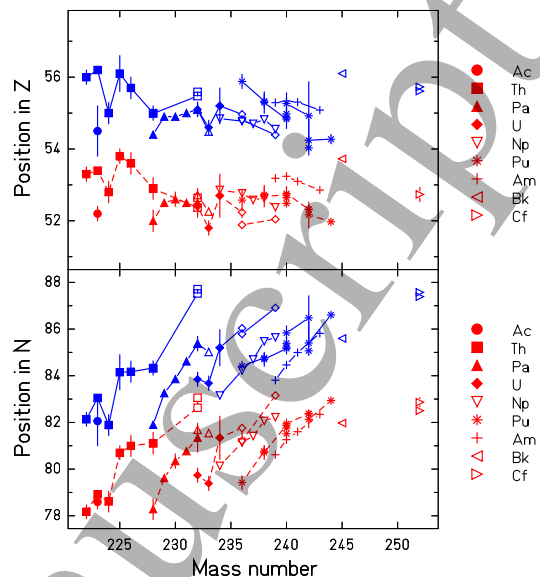 56
54
52
Position in Z
Ac
Th
Pa
U
Np
Pu
Am
Bk
Cf
88
86
84
82
80
78
Position in N
Ac
Th
Pa
U
Np
Pu
Am
Bk
Cf
225 230 235 240 245 250
Mass number
uscript